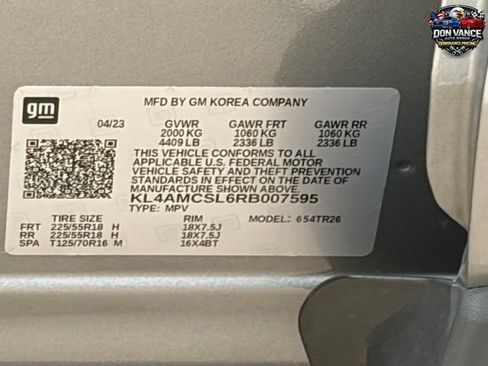 DON VANCE
gm
MFD BY GM KOREA COMPANY
04/23 GVWR GAWR FRT GAWR RR
2000 KG 1060 KG 1060 KG
4409 LB 2336 LB 2336 LB
THIS VEHICLE CONFORMS TO ALL
APPLICABLE U.S. FEDERAL MOTOR
VEHICLE SAFETY AND THEFT PREVENTION
STANDARDS IN EFFECT ON THE DATE
OF MANUFACTURE SHOWN ABOVE.
KL4AMCSL6RB007595
TYPE: MPV MODEL: 654TR26
TIRE SIZE RIM
FRT 225/55R18 H 18X7.5J
RR 225/55R18 H 18X7.5J
SPA T125/70R16 M 16X4BT